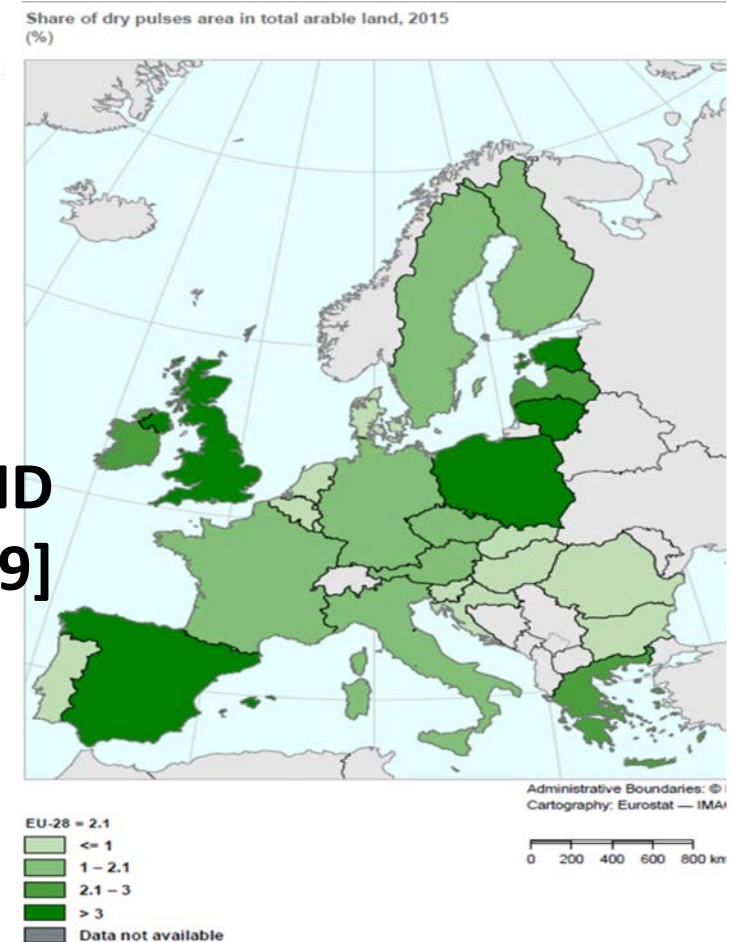 Share of dry pulses area in total arable land, 2015
(%)
ID
9]
Administrative Boundaries: ©
Cartography: Eurostat — IMA
EU-28 = 2.1
<= 1
1 – 2.1
2.1 – 3
> 3
Data not available
0 200 400 600 800 km